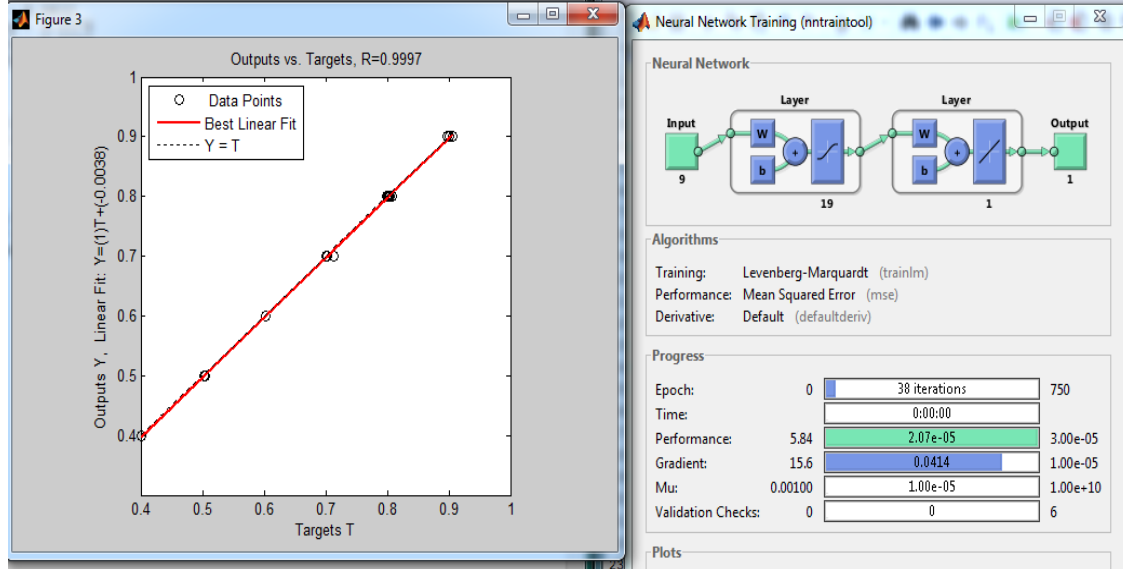 Figure 3
Outputs vs. Targets, R=0.9997
Data Points
Best Linear Fit
Y = T
Outputs Y, Linear Fit: Y=(1)T+(-0.0038)
1
0.9
0.8
0.7
0.6
0.5
0.4
0.4 0.5 0.6 0.7 0.8 0.9 1
Targets T
23
Neural Network Training (nntraintool)
Neural Network
Layer Layer
Input Output
W W
+ +
b b
9 1
19 1
Algorithms
Training: Levenberg-Marquardt (trainlm)
Performance: Mean Squared Error (mse)
Derivative: Default (defaultderiv)
Progress
Epoch: 0 38 iterations 750
Time: 0:00:00
Performance: 5.84 2.07e-05 3.00e-05
Gradient: 15.6 0.0414 1.00e-05
Mu: 0.00100 1.00e-05 1.00e+10
Validation Checks: 0 0 6
Plots